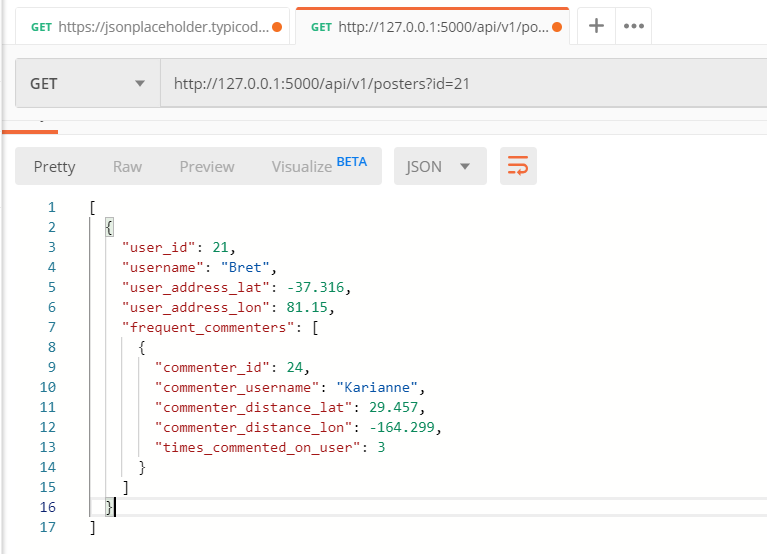 GET https://jsonplaceholder.typicod... GET http://127.0.0.1:5000/api/v1/po... + •••
GET http://127.0.0.1:5000/api/v1/posters?id=21
Pretty Raw Preview Visualize BETA JSON
1 [
2 {
3 "user_id": 21,
4 "username": "Bret",
5 "user_address_lat": -37.316,
6 "user_address_lon": 81.15,
7 "frequent_commenters": [
8 {
9 "commenter_id": 24,
10 "commenter_username": "Karianne",
11 "commenter_distance_lat": 29.457,
12 "commenter_distance_lon": -164.299,
13 "times_commented_on_user": 3
14 }
15 ]
16 }
17 ]